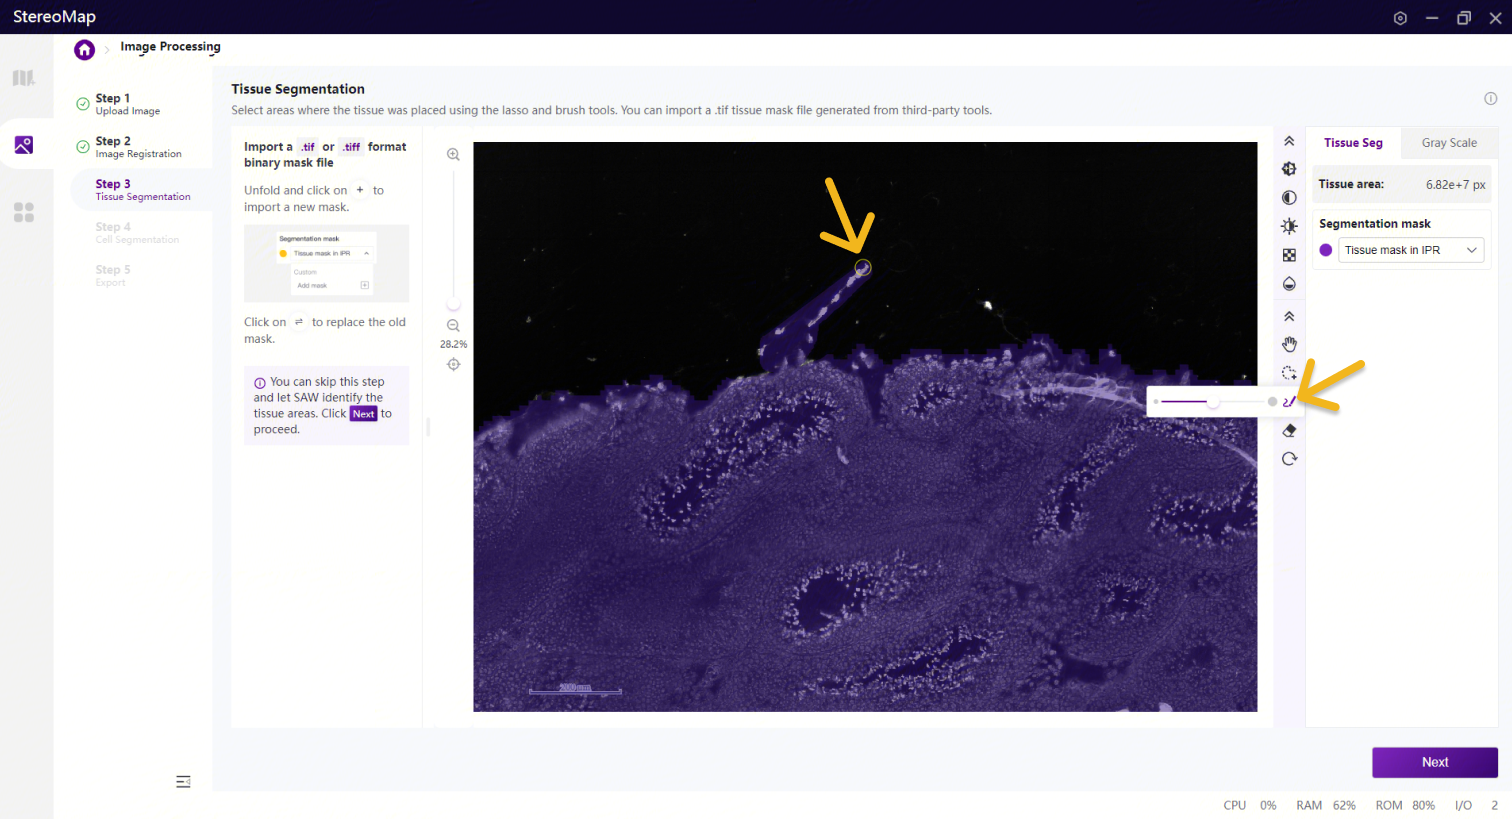 StereoMap
Image Processing
Step 1
Upload Image
Step 2
Image Registration
Step 3
Tissue Segmentation
Step 4
Cell Segmentation
Step 5
Export
Tissue Segmentation
Select areas where the tissue was placed using the lasso and brush tools. You can import a .tif tissue mask file generated from third-party tools.
Import a .tif or .tiff format
binary mask file
Unfold and click on + to
import a new mask.
Segmentation mask
Tissue mask in IPR
Custom
Add mask
Click on ⇌ to replace the old
mask.
You can skip this step
and let SAW identify the
tissue areas. Click Next to
proceed.
28.2%
Tissue Seg
Gray Scale
Tissue area: 6.82e+7 px
Segmentation mask
Tissue mask in IPR
Next
CPU 0% RAM 62% ROM 80% I/O 2